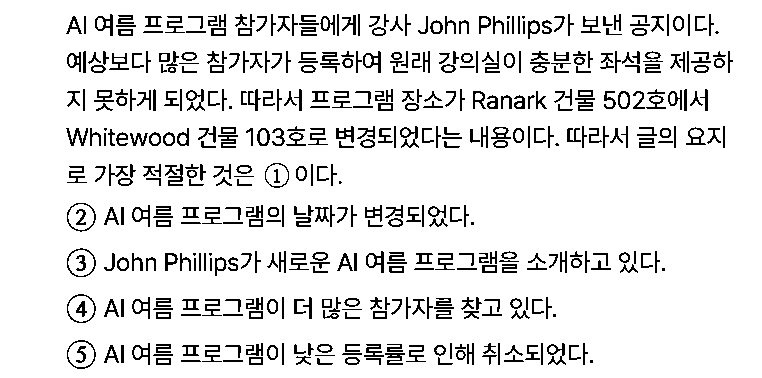 AI 여름 프로그램 참가자들에게 강사 John Phillips가 보낸 공지이다.
예상보다 많은 참가자가 등록하여 원래 강의실이 충분한 좌석을 제공하
지 못하게 되었다. 따라서 프로그램 장소가 Ranark 건물 502호에서
Whitewood 건물 103호로 변경되었다는 내용이다. 따라서 글의 요지
로 가장 적절한 것은 ①이다.
② AI 여름 프로그램의 날짜가 변경되었다.
③ John Phillips가 새로운 AI 여름 프로그램을 소개하고 있다.
④ AI 여름 프로그램이 더 많은 참가자를 찾고 있다.
⑤ AI 여름 프로그램이 낮은 등록률로 인해 취소되었다.